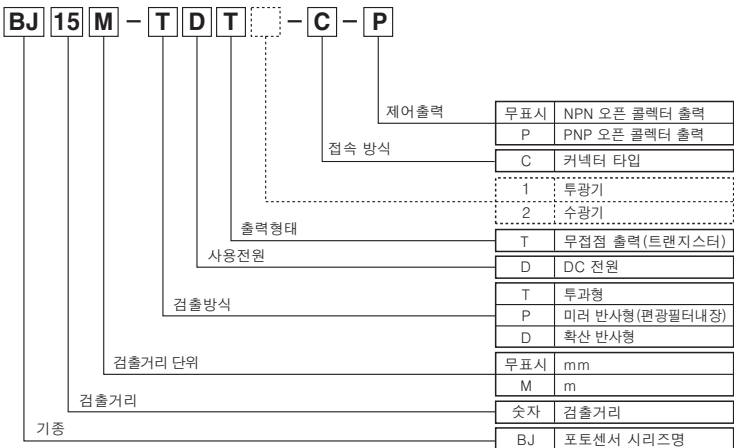 BJ 15 M - T D T - C - P
제어출력
무표시 NPN 오픈 콜렉터 출력
P PNP 오픈 콜렉터 출력
접속 방식
C 커넥터 타입
1 투광기
2 수광기
출력형태
T 무접점 출력(트랜지스터)
사용전원
D DC 전원
T 투과형
검출방식
P 미러 반사형(편광필터내장)
D 확산 반사형
검출거리 단위
무표시 mm
M m
검출거리
숫자 검출거리
기종
BJ 포토센서 시리즈명